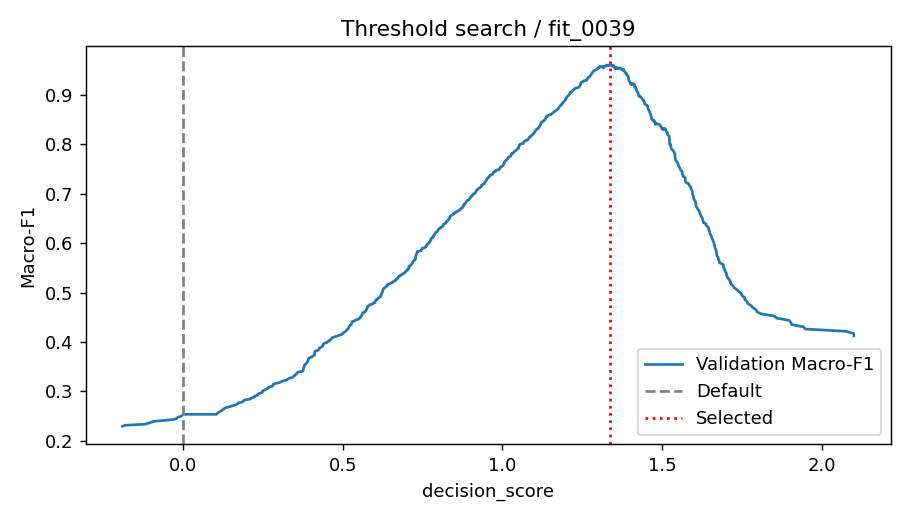 Threshold search / fit_0039
Macro-F1
0.9
0.8
0.7
0.6
0.5
0.4
0.3
0.2
0.0
0.5
1.0
1.5
2.0
decision_score
Validation Macro-F1
Default
Selected